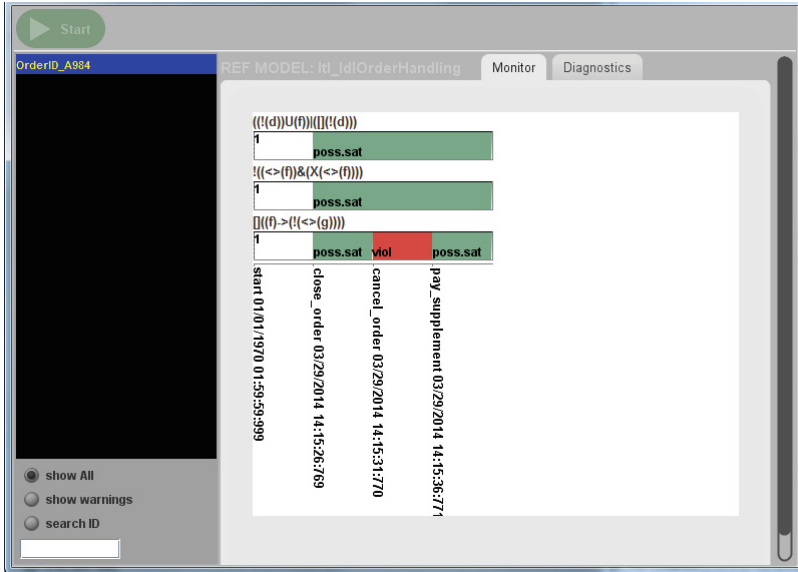 Start
OrderID_A984
REF MODEL: ltl_ldlOrderHandling
Monitor
Diagnostics
((!(d))U(f))|([](!(d)))
1
poss.sat
!((<>(f))&(X(<>(f))))
1
poss.sat
[]((f)->(!(<>(g))))
1
poss.sat viol poss.sat
start 01/01/1970 01:59:59:999
close_order 03/29/2014 14:15:26:769
cancel_order 03/29/2014 14:15:31:770
pay_supplement 03/29/2014 14:15:36:771
show All
show warnings
search ID